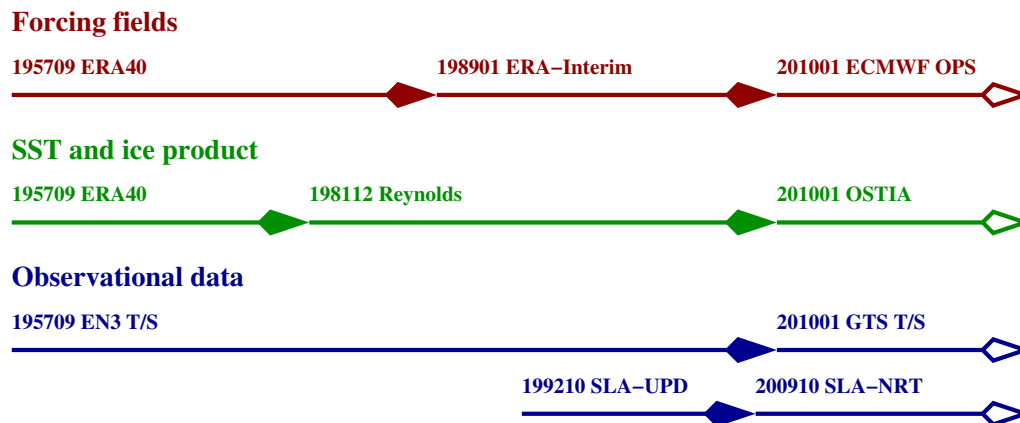 Forcing fields
195709 ERA40 198901 ERA−Interim 201001 ECMWF OPS
SST and ice product
195709 ERA40 198112 Reynolds 201001 OSTIA
Observational data
195709 EN3 T/S 201001 GTS T/S
199210 SLA−UPD 200910 SLA−NRT